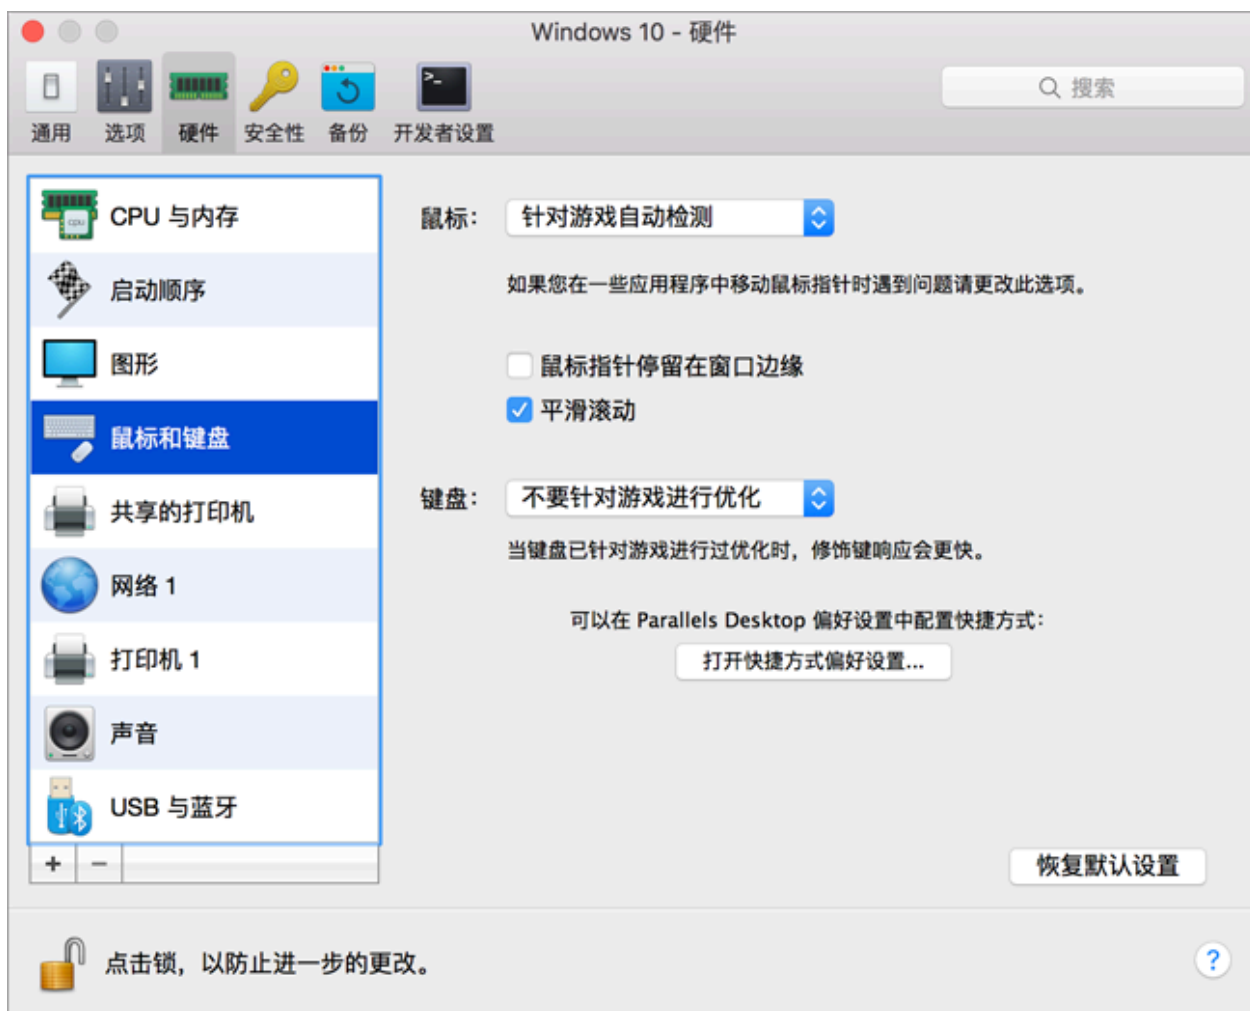 Windows 10 - 硬件
通用
选项
硬件
安全性
备份
开发者设置
搜索
CPU 与内存
启动顺序
图形
鼠标和键盘
共享的打印机
网络 1
打印机 1
声音
USB 与蓝牙
鼠标:
针对游戏自动检测
如果您在一些应用程序中移动鼠标指针时遇到问题请更改此选项。
鼠标指针停留在窗口边缘
平滑滚动
键盘:
不要针对游戏进行优化
当键盘已针对游戏进行过优化时，修饰键响应会更快。
可以在 Parallels Desktop 偏好设置中配置快捷方式:
打开快捷方式偏好设置...
+ −
恢复默认设置
点击锁，以防止进一步的更改。
?